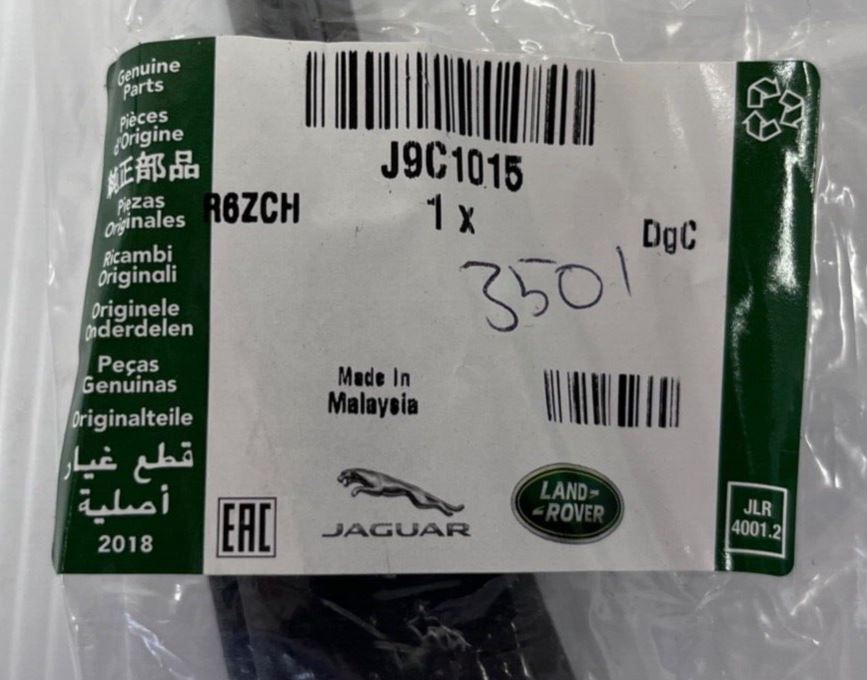 Genuine
Parts
Pièces
d'Origine
純正部品
Piezas
Originales
Ricambi
Originali
Originele
Onderdelen
Peças
Genuinas
Originalteile
قطع غيار
أصلية
2018
J9C1015
R6ZCH
1 x
DgC
3501
Made In
Malaysia
EAC
JAGUAR
LAND-
-ROVER
JLR
4001.2